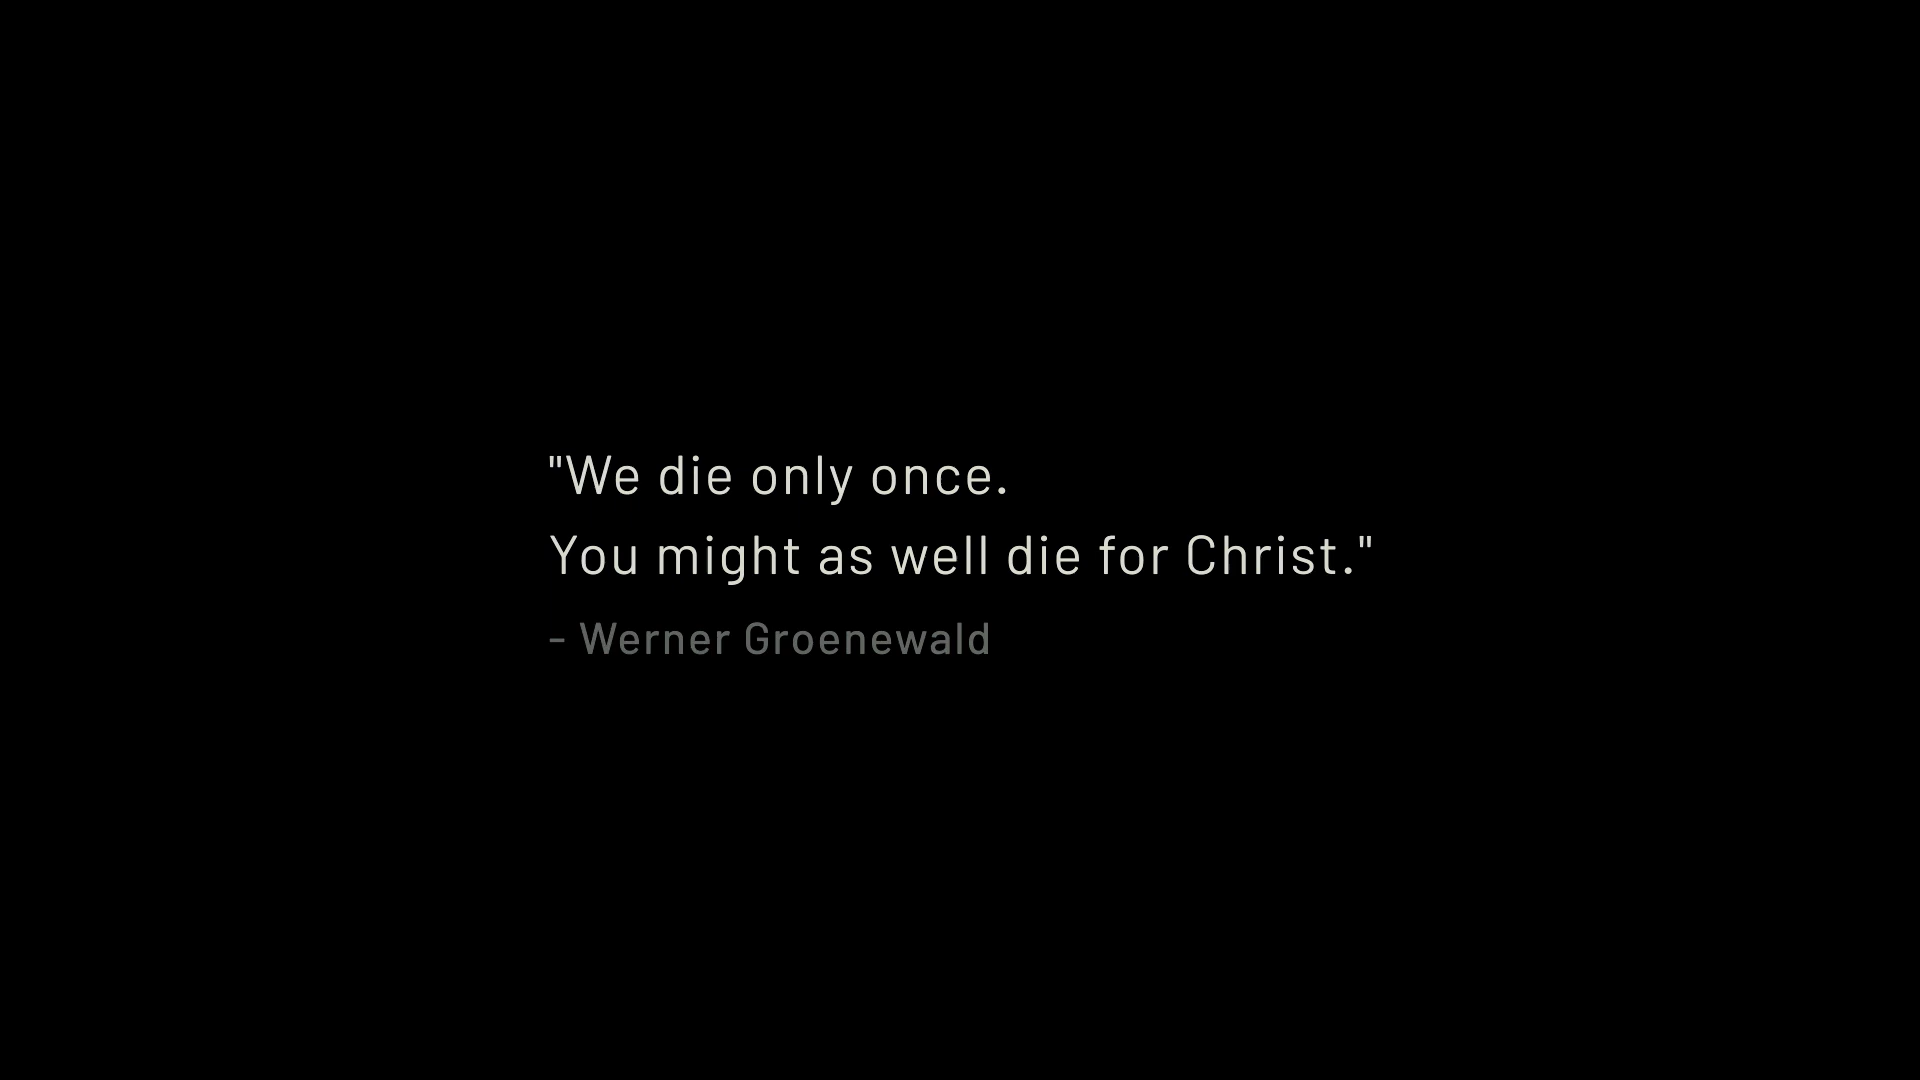 "We die only once.
You might as well die for Christ."
- Werner Groenewald